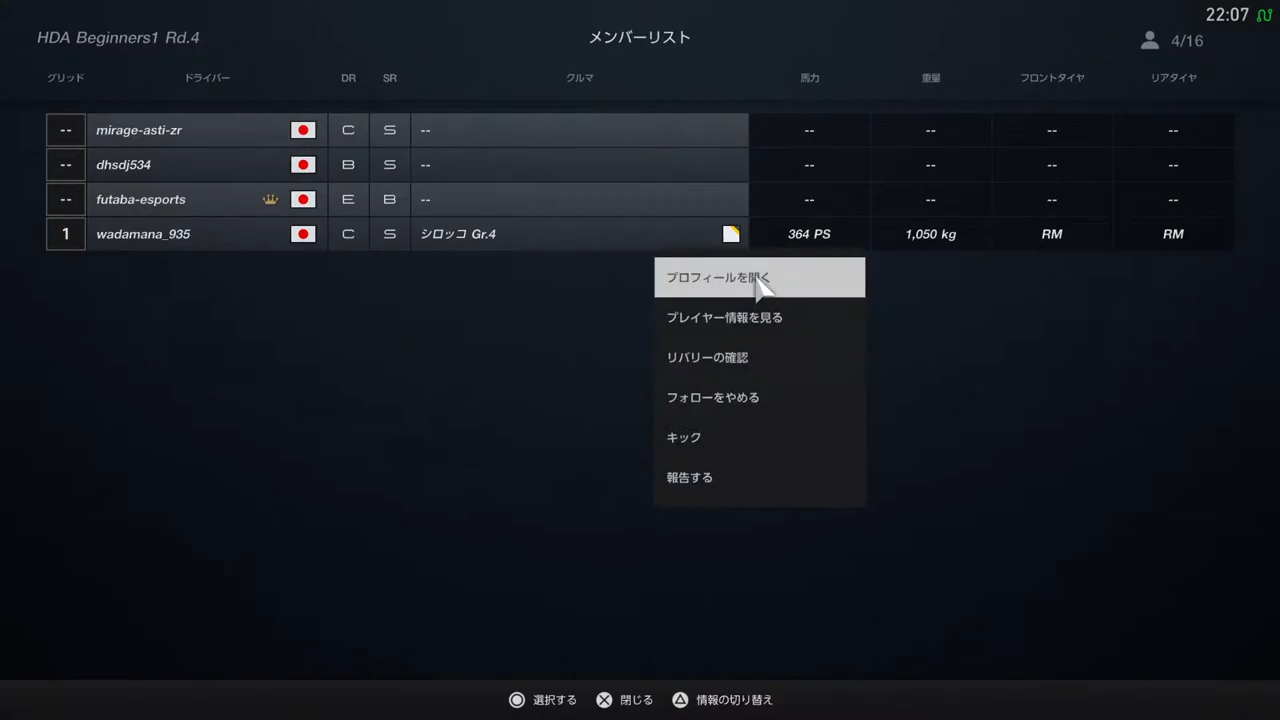 22:07
HDA Beginners1 Rd.4
メンバーリスト
4/16
グリッド ドライバー DR SR クルマ 馬力 重量 フロントタイヤ リアタイヤ
-- mirage-asti-zr C S -- -- -- -- --
-- dhsdj534 B S -- -- -- -- --
-- futaba-esports E B -- -- -- -- --
1 wadamana_935 C S シロッコ Gr.4 364 PS 1,050 kg RM RM
プロフィールを開く
プレイヤー情報を見る
リバリーの確認
フォローをやめる
キック
報告する
選択する 閉じる 情報の切り替え